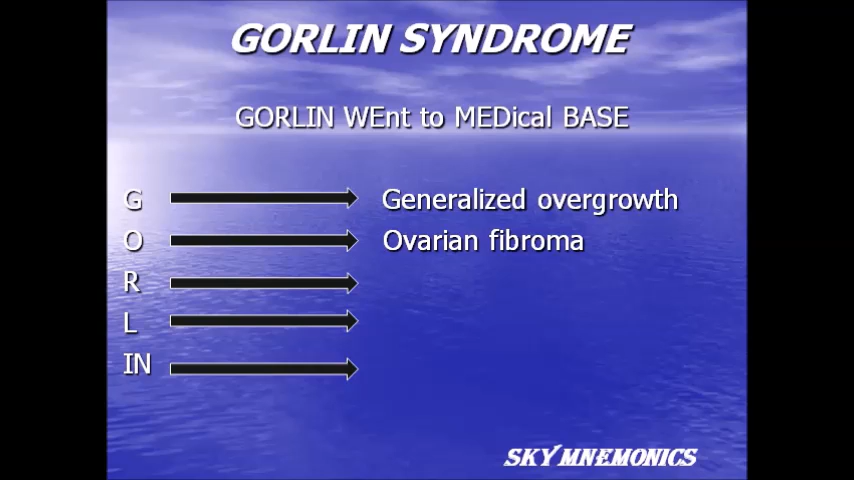 GORLIN SYNDROME
GORLIN WEnt to MEDical BASE
G Generalized overgrowth
O Ovarian fibroma
R
L
IN
SKY MNEMONICS